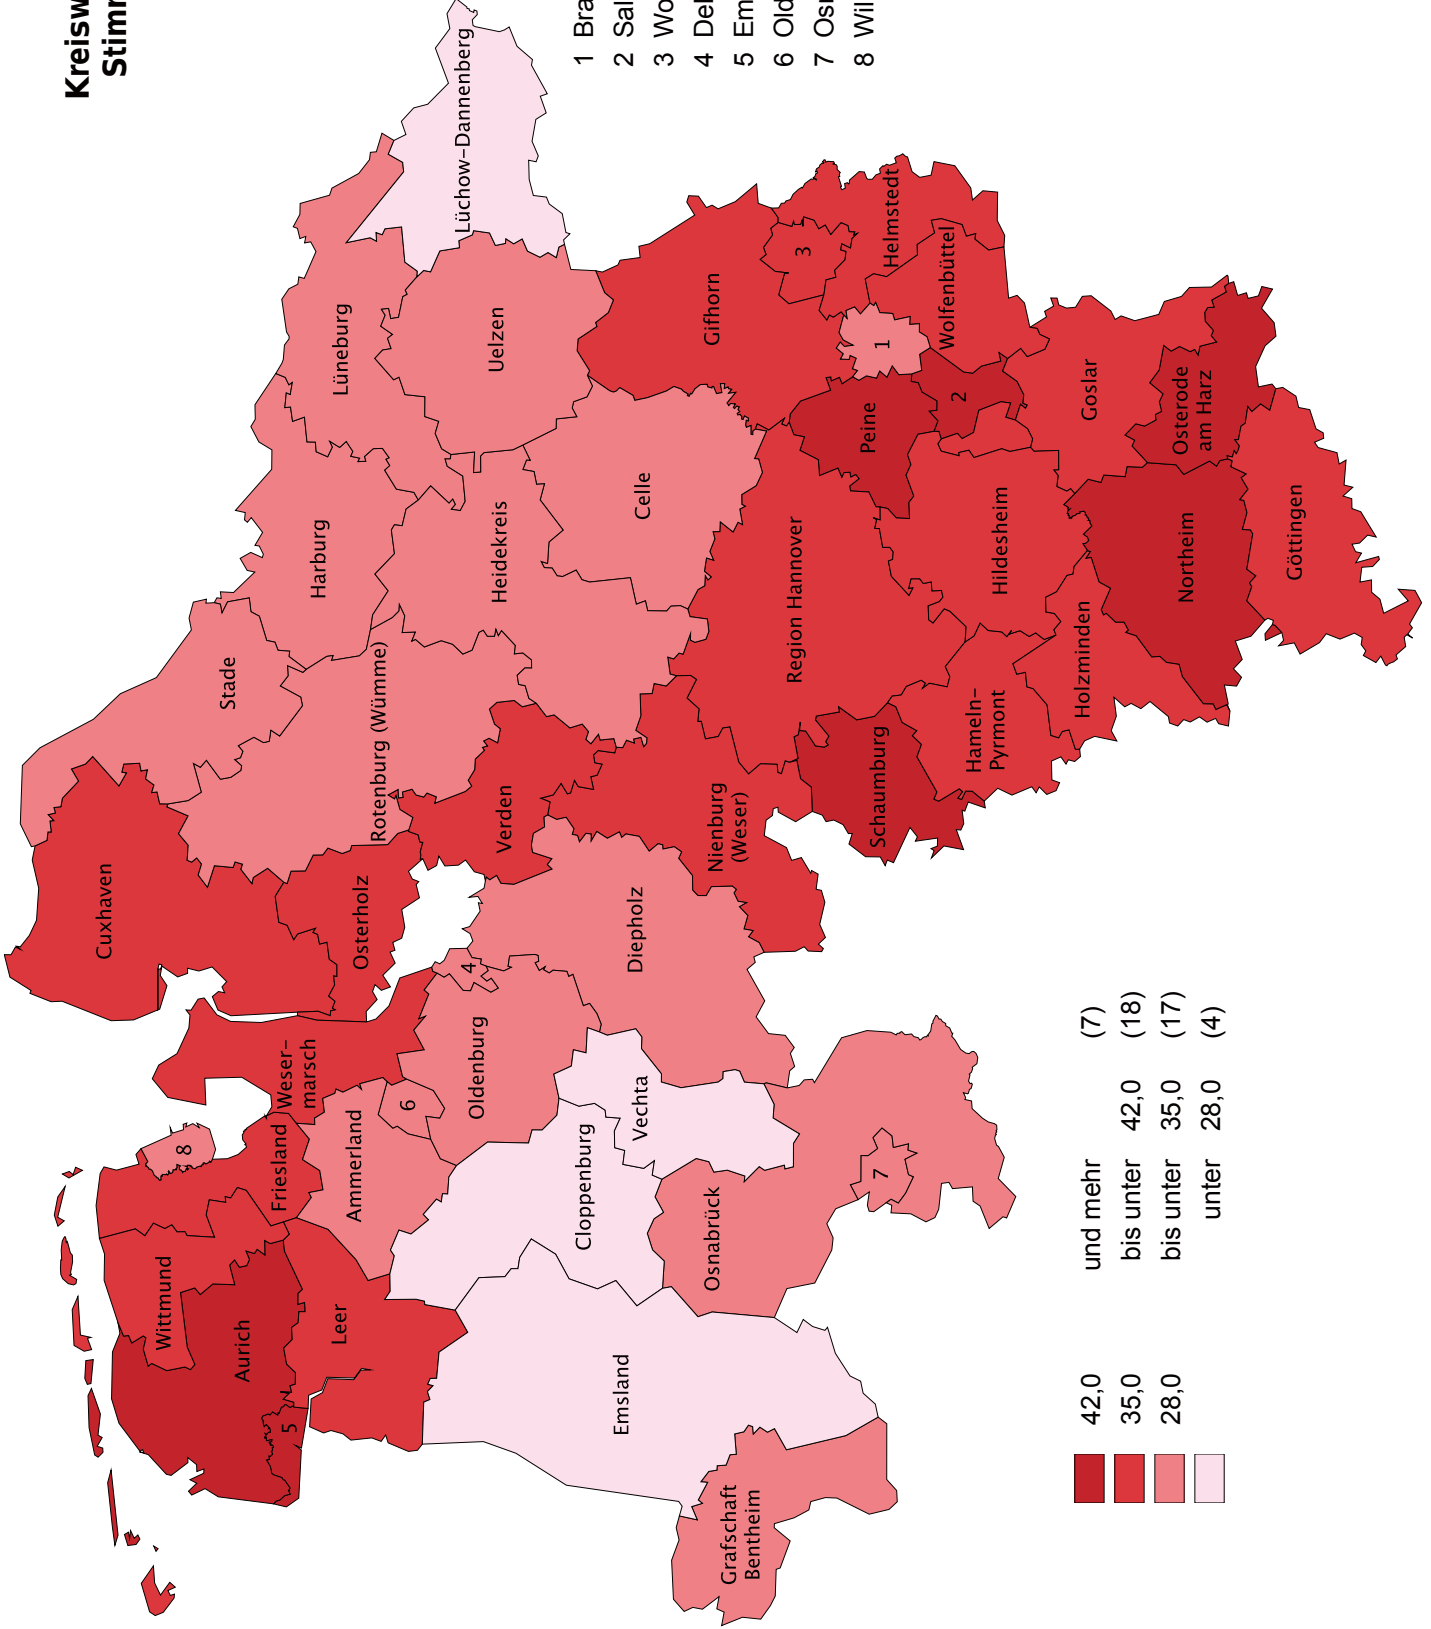 Kreisw
Stimm
1 Bra
2 Sal
3 Wo
4 Del
5 Em
6 Old
7 Osn
8 Wil
Lüchow-Dannenberg
Lüneburg
Uelzen
Harburg
Stade
Cuxhaven
Rotenburg (Wümme)
Heidekreis
Celle
Gifhorn
3
Helmstedt
Wolfenbüttel
1
2
Peine
Goslar
Osterode
am Harz
Göttingen
Northeim
Hildesheim
Region Hannover
Holzminden
Hameln-
Pyrmont
Schaumburg
Nienburg
(Weser)
Verden
Osterholz
Diepholz
4
Oldenburg
Weser-
marsch
6
Ammerland
Friesland
8
Wittmund
Aurich
5
Leer
Cloppenburg
Vechta
Osnabrück
7
Emsland
Grafschaft
Bentheim
42,0 und mehr (7)
35,0 bis unter 42,0 (18)
28,0 bis unter 35,0 (17)
unter 28,0 (4)